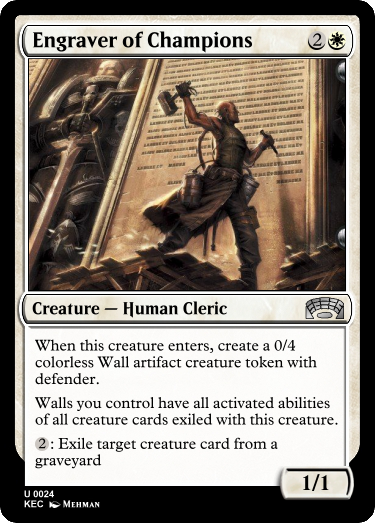 Engraver of Champions 2
Creature — Human Cleric
When this creature enters, create a 0/4
colorless Wall artifact creature token with
defender.
Walls you control have all activated abilities
of all creature cards exiled with this creature.
2: Exile target creature card from a
graveyard
1/1
U 0024
KEC Mehman